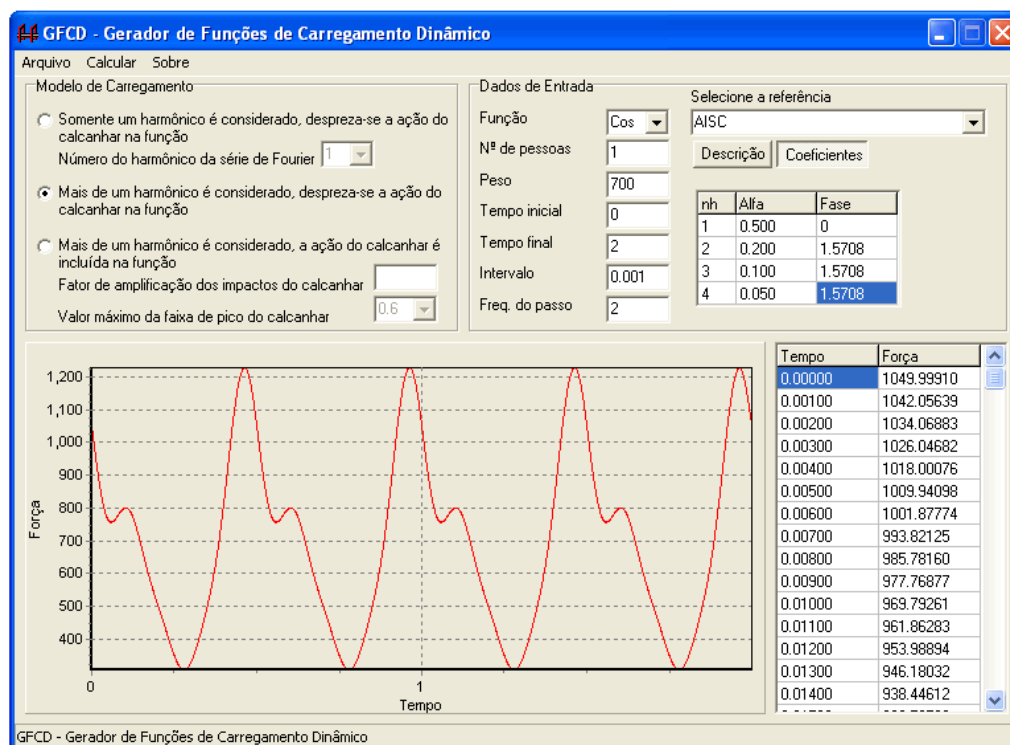 GFCD - Gerador de Funções de Carregamento Dinâmico
Arquivo Calcular Sobre
Modelo de Carregamento
Somente um harmônico é considerado, despreza-se a ação do
calcanhar na função
Número do harmônico da série de Fourier 1
Mais de um harmônico é considerado, despreza-se a ação do
calcanhar na função
Mais de um harmônico é considerado, a ação do calcanhar é
incluída na função
Fator de amplificação dos impactos do calcanhar
Valor máximo da faixa de pico do calcanhar 0.6
Dados de Entrada
Função Cos
Nº de pessoas 1
Peso 700
Tempo inicial 0
Tempo final 2
Intervalo 0.001
Freq. do passo 2
Selecione a referência
AISC
Descrição Coeficientes
nh Alfa Fase
1 0.500 0
2 0.200 1.5708
3 0.100 1.5708
4 0.050 1.5708
1,200
1,100
1,000
900
800
700
600
500
400
Força
0 1
Tempo
Tempo Força
0.00000 1049.99910
0.00100 1042.05639
0.00200 1034.06883
0.00300 1026.04682
0.00400 1018.00076
0.00500 1009.94098
0.00600 1001.87774
0.00700 993.82125
0.00800 985.78160
0.00900 977.76877
0.01000 969.79261
0.01100 961.86283
0.01200 953.98894
0.01300 946.18032
0.01400 938.44612
GFCD - Gerador de Funções de Carregamento Dinâmico